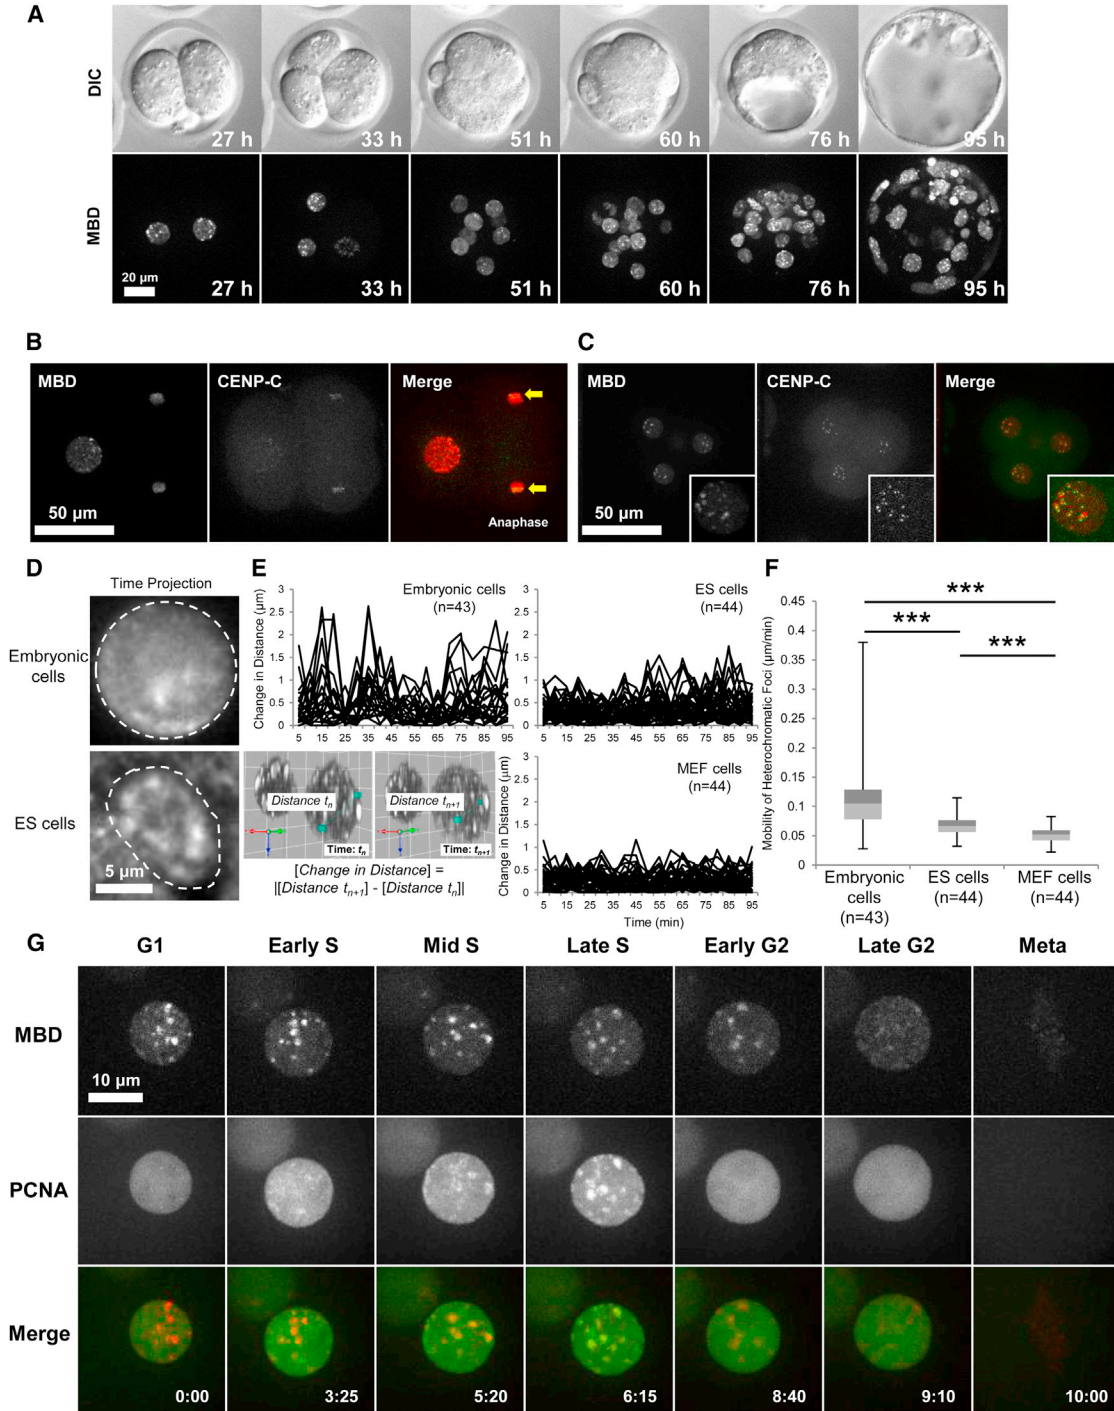 A
DIC
27 h
33 h
51 h
60 h
76 h
95 h
MBD
20 µm
27 h
33 h
51 h
60 h
76 h
95 h
B
MBD
CENP-C
Merge
50 µm
Anaphase
C
MBD
CENP-C
Merge
50 µm
D
Time Projection
Embryonic
cells
ES cells
5 µm
E
Embryonic cells
(n=43)
Change in Distance (µm)
3
2.5
2
1.5
1
0.5
0
5 15 25 35 45 55 65 75 85 95
ES cells
(n=44)
3
2.5
2
1.5
1
0.5
0
5 15 25 35 45 55 65 75 85 95
Distance tn
Time: tn
Distance tn+1
Time: tn+1
[Change in Distance] =
|[Distance tn+1] - [Distance tn]|
MEF cells
(n=44)
Change in Distance (µm)
3
2.5
2
1.5
1
0.5
0
5 15 25 35 45 55 65 75 85 95
Time (min)
F
Mobility of Heterochromatic Foci (µm/min)
0.45
0.4
0.35
0.3
0.25
0.2
0.15
0.1
0.05
0
***
***
***
Embryonic
cells
(n=43)
ES cells
(n=44)
MEF cells
(n=44)
G
G1
Early S
Mid S
Late S
Early G2
Late G2
Meta
MBD
10 µm
PCNA
Merge
0:00
3:25
5:20
6:15
8:40
9:10
10:00